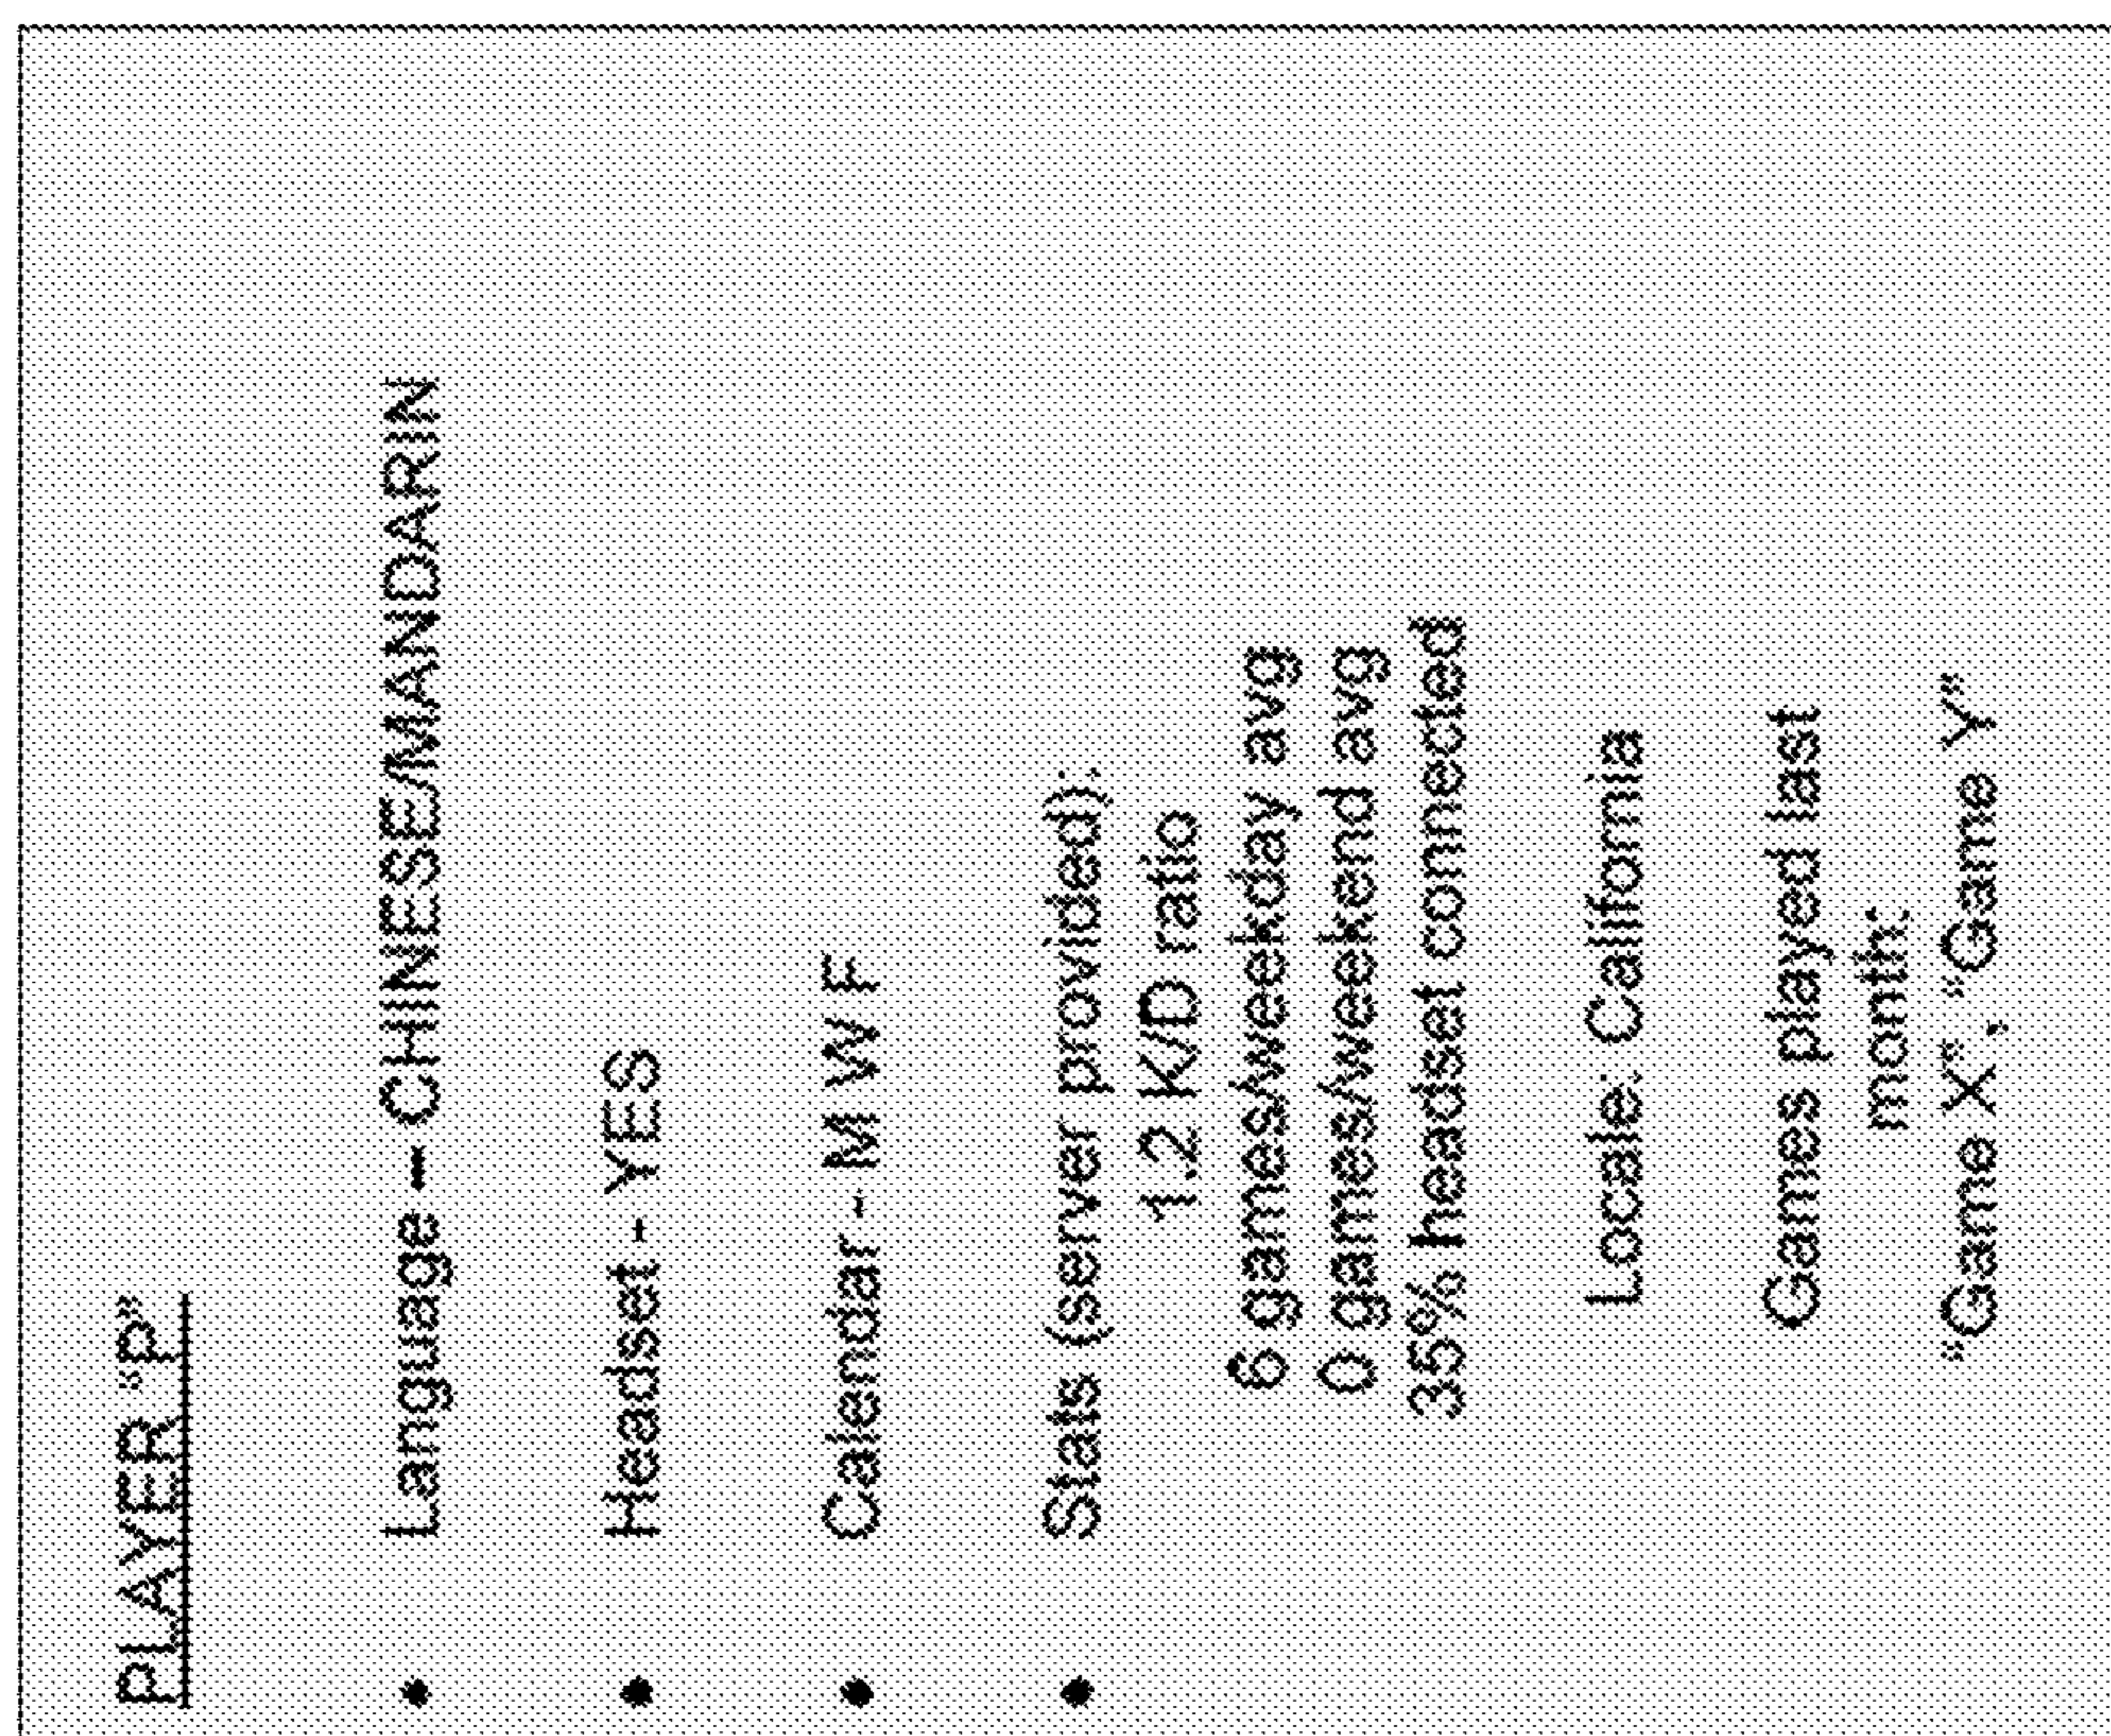 PLAYER "P"
• Language – CHINESE/MANDARIN
• Headset - YES
• Calendar - M W F
• Stats (server provided):
1.2 K/D ratio
6 games/weekday avg
0 games/weekend avg
35% headset connected
Locale: California
Games played last
month:
"Game X", "Game Y"